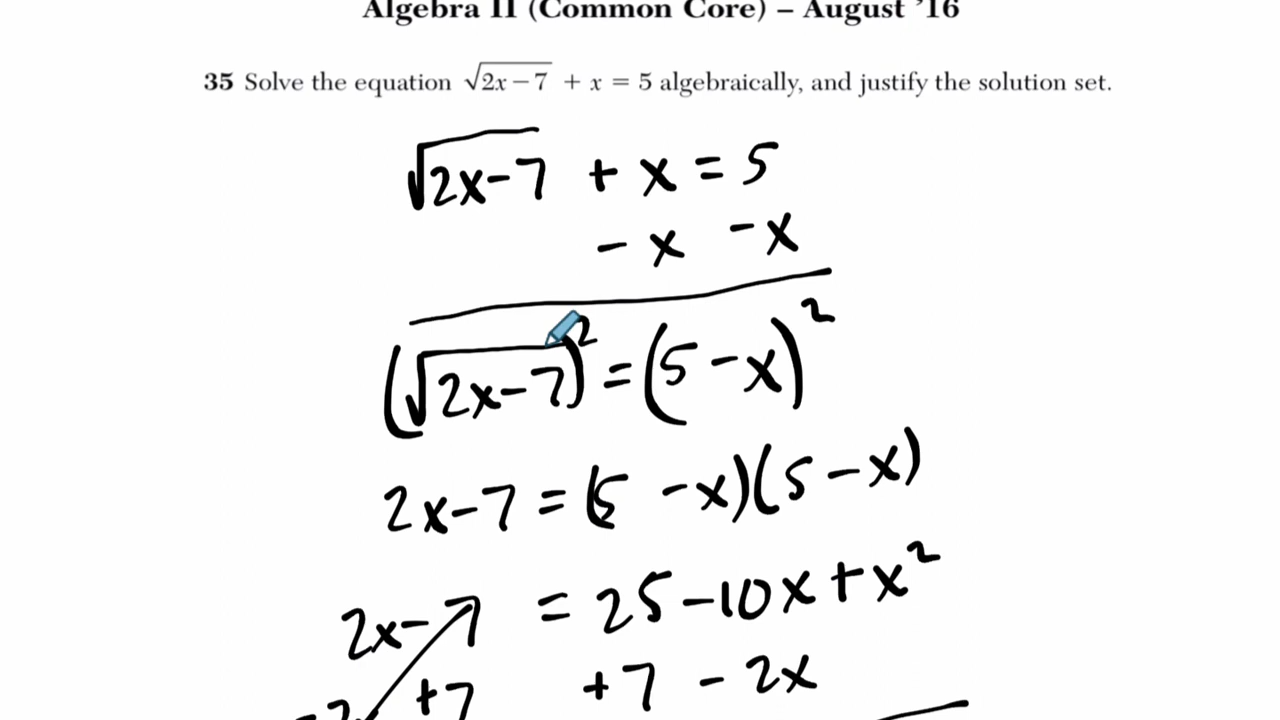 Algebra II (Common Core) – August ’16
35 Solve the equation √(2x – 7) + x = 5 algebraically, and justify the solution set.
√(2x-7) + x = 5
- x - x
(√(2x-7))² = (5-x)²
2x-7 = (5-x)(5-x)
2x-7 = 25-10x+x²
+7 +7 - 2x